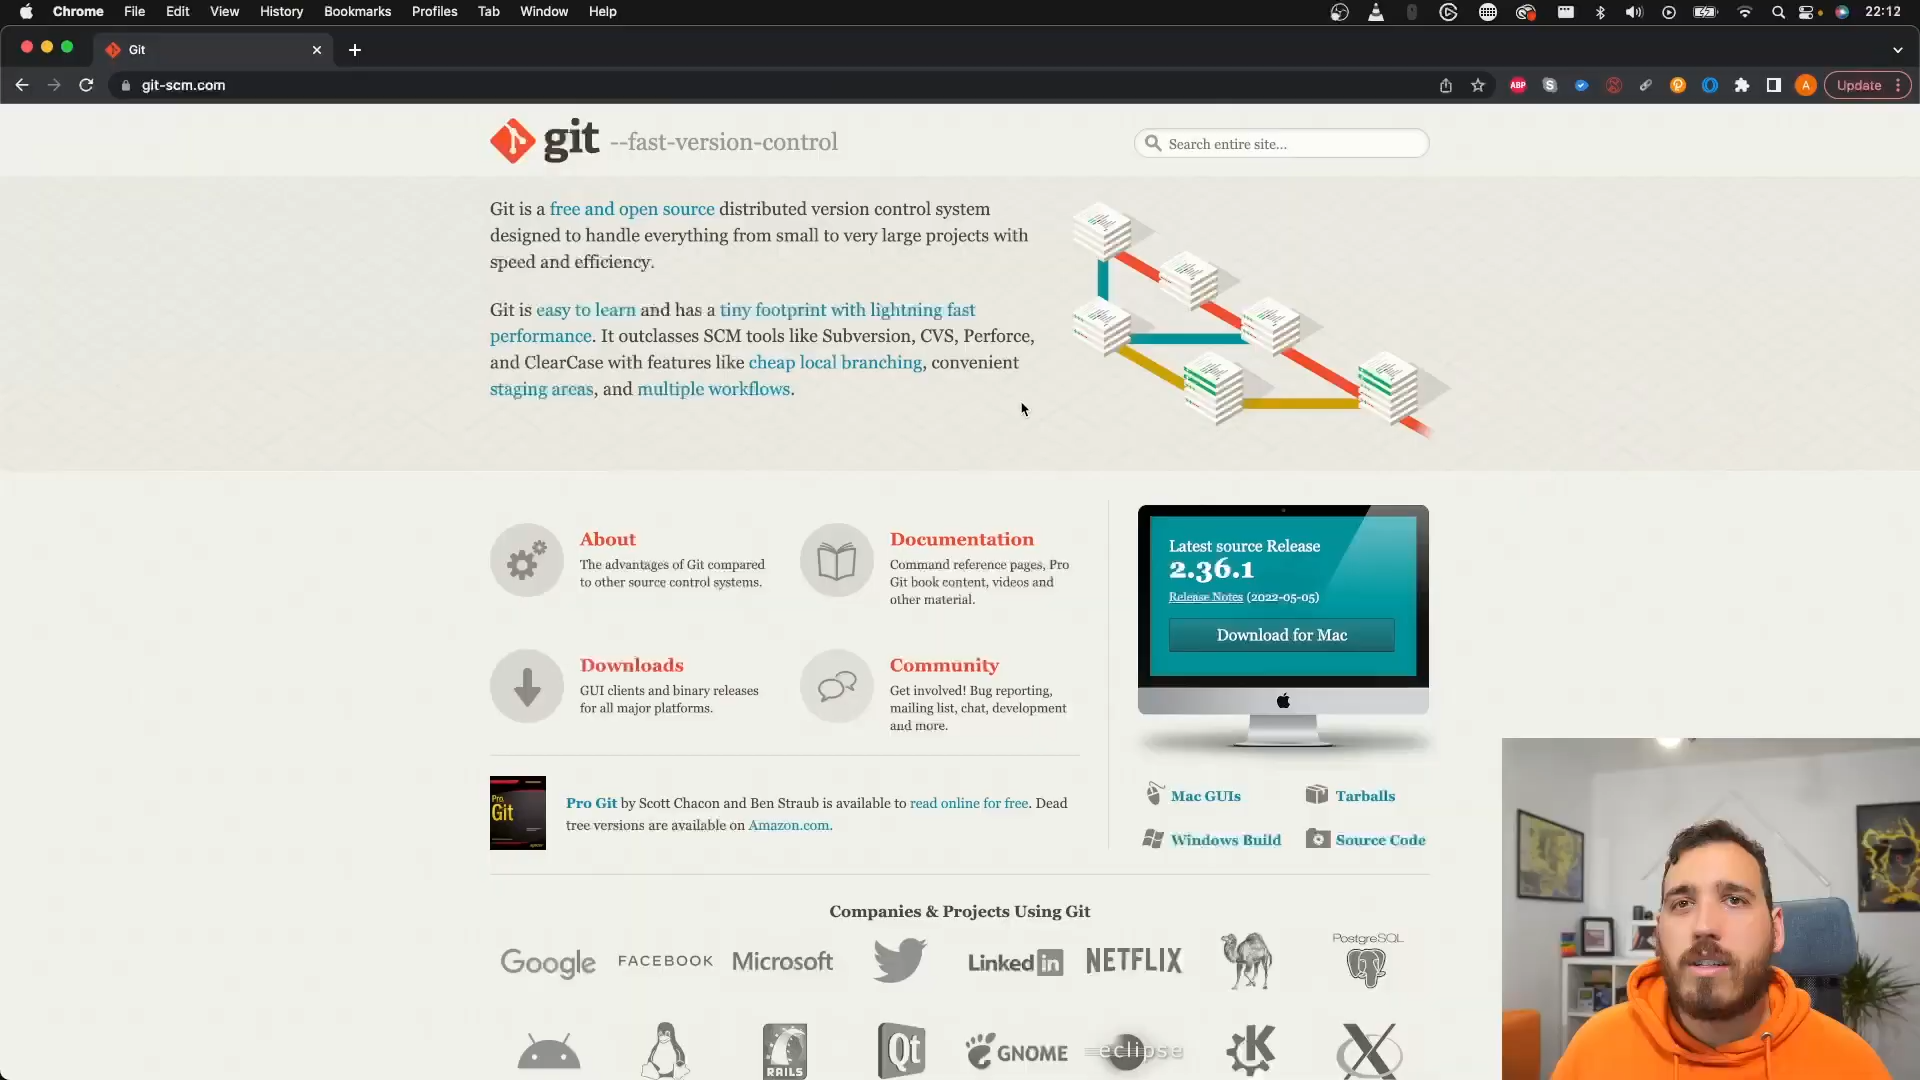 Chrome File Edit View History Bookmarks Profiles Tab Window Help 22:12
Git
git-scm.com
ABP
A
Update
git --fast-version-control
Search entire site...
Git is a free and open source distributed version control system
designed to handle everything from small to very large projects with
speed and efficiency.
Git is easy to learn and has a tiny footprint with lightning fast
performance. It outclasses SCM tools like Subversion, CVS, Perforce,
and ClearCase with features like cheap local branching, convenient
staging areas, and multiple workflows.
About
The advantages of Git compared
to other source control systems.
Documentation
Command reference pages, Pro
Git book content, videos and
other material.
Downloads
GUI clients and binary releases
for all major platforms.
Community
Get involved! Bug reporting,
mailing list, chat, development
and more.
Latest source Release
2.36.1
Release Notes (2022-05-05)
Download for Mac
Mac GUIs
Tarballs
Windows Build
Source Code
Pro
Git
Pro Git by Scott Chacon and Ben Straub is available to read online for free. Dead
tree versions are available on Amazon.com.
Companies & Projects Using Git
Google
FACEBOOK
Microsoft
Linked in
NETFLIX
PostgreSQL
RAILS
Qt
GNOME
eclipse
K
X